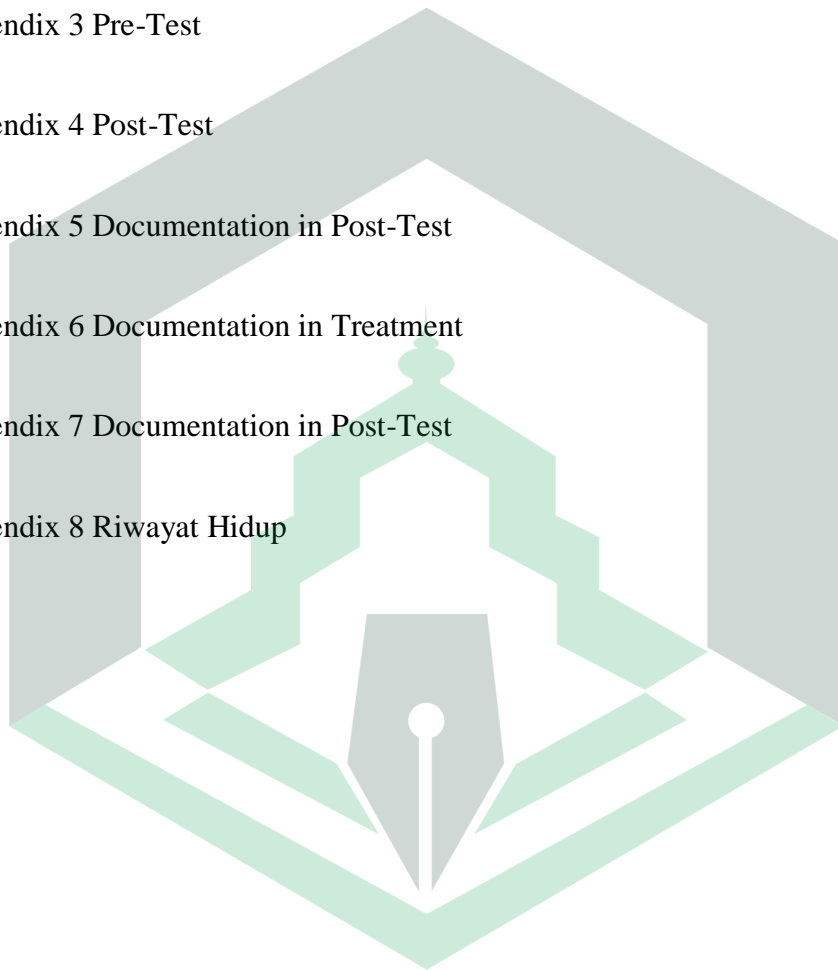 endix 3 Pre-Test
endix 4 Post-Test
endix 5 Documentation in Post-Test
endix 6 Documentation in Treatment
endix 7 Documentation in Post-Test
endix 8 Riwayat Hidup